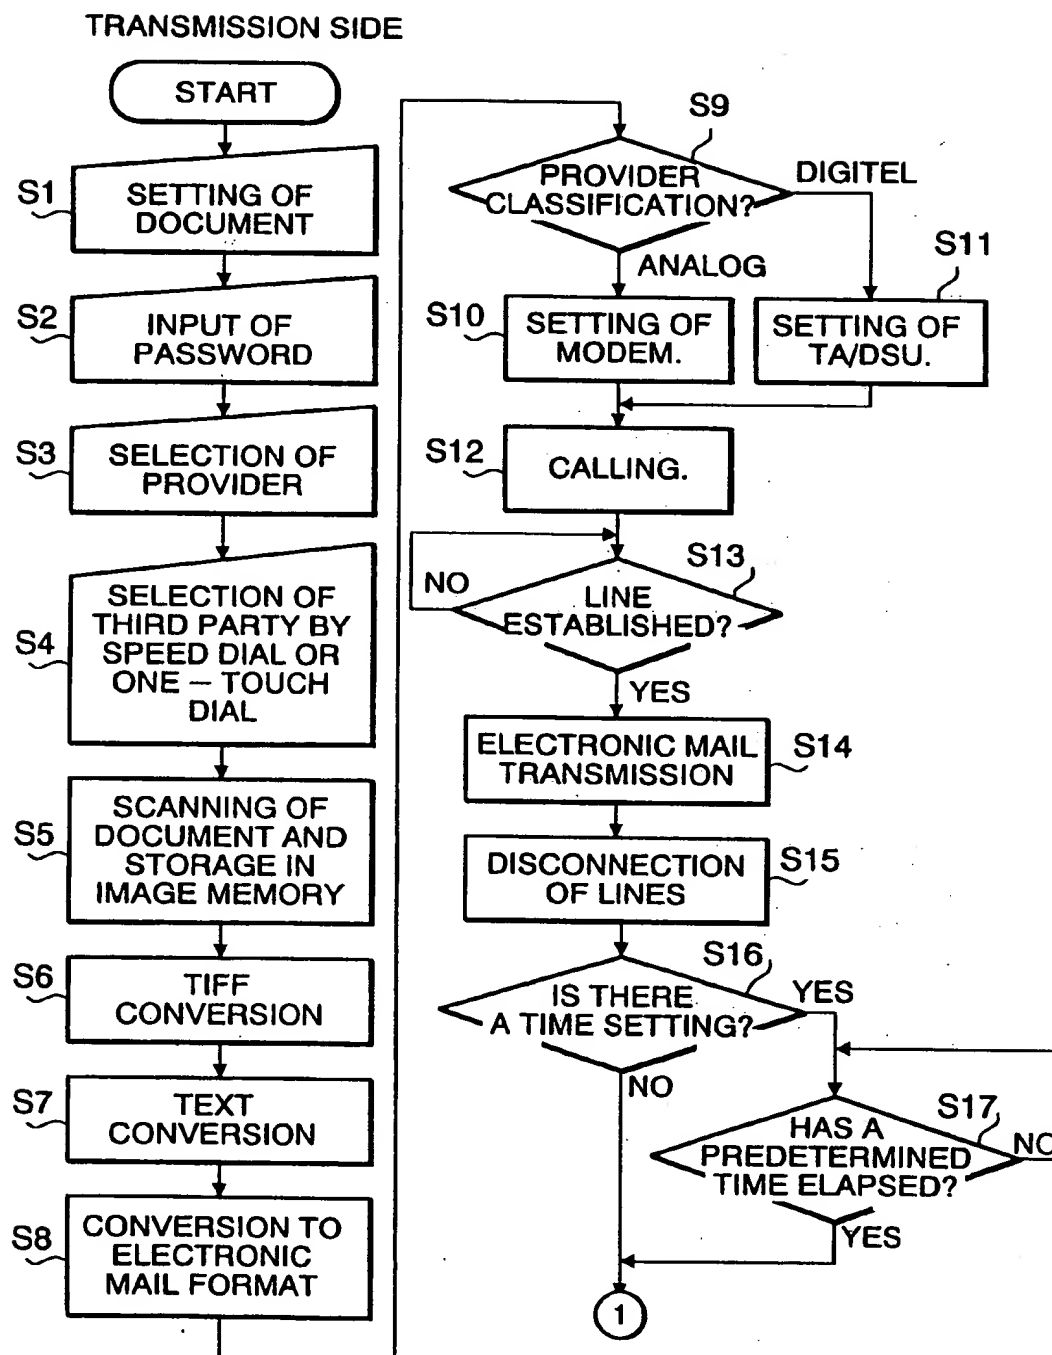 TRANSMISSION SIDE
START
S1
SETTING OF
DOCUMENT
S2
INPUT OF
PASSWORD
S3
SELECTION OF
PROVIDER
S4
SELECTION OF
THIRD PARTY BY
SPEED DIAL OR
ONE – TOUCH
DIAL
S5
SCANNING OF
DOCUMENT AND
STORAGE IN
IMAGE MEMORY
S6
TIFF
CONVERSION
S7
TEXT
CONVERSION
S8
CONVERSION TO
ELECTRONIC
MAIL FORMAT
S9
PROVIDER
CLASSIFICATION?
DIGITEL
ANALOG
S10
SETTING OF
MODEM.
S11
SETTING OF
TA/DSU.
S12
CALLING.
S13
NO
LINE
ESTABLISHED?
YES
ELECTRONIC MAIL
TRANSMISSION
S14
DISCONNECTION
OF LINES
S15
S16
IS THERE
A TIME SETTING?
YES
NO
S17
HAS A
PREDETERMINED
TIME ELAPSED?
NO
YES
1